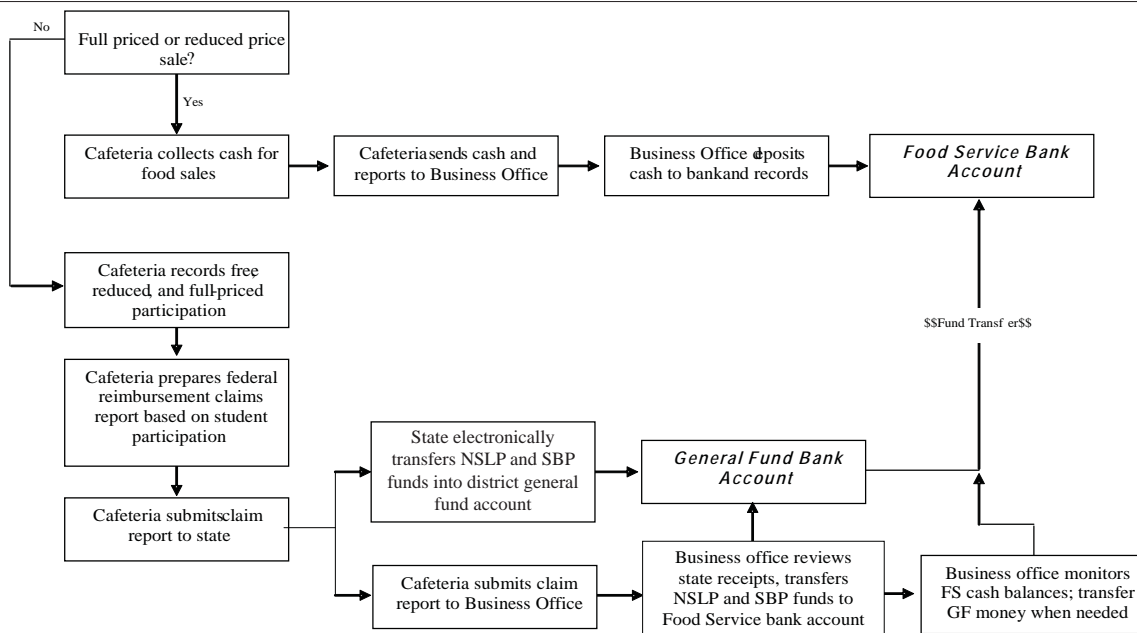 No
Full priced or reduced price
sale?
Yes
Cafeteria collects cash for
food sales
Cafeteria sends cash and
reports to Business Office
Business Office deposits
cash to bank and records
Food Service Bank
Account
Cafeteria records free,
reduced, and full-priced
participation
$$Fund Transfer$$
Cafeteria prepares federal
reimbursement claims
report based on student
participation
State electronically
transfers NSLP and SBP
funds into district general
fund account
General Fund Bank
Account
Cafeteria submits claim
report to state
Cafeteria submits claim
report to Business Office
Business office reviews
state receipts, transfers
NSLP and SBP funds to
Food Service bank account
Business office monitors
FS cash balances; transfer
GF money when needed